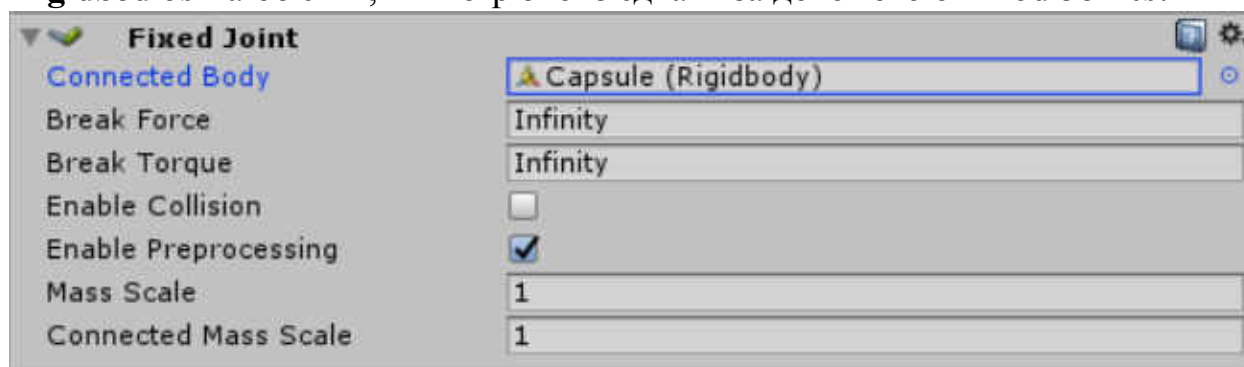 Fixed Joint
Connected Body Capsule (Rigidbody)
Break Force Infinity
Break Torque Infinity
Enable Collision
Enable Preprocessing
Mass Scale 1
Connected Mass Scale 1